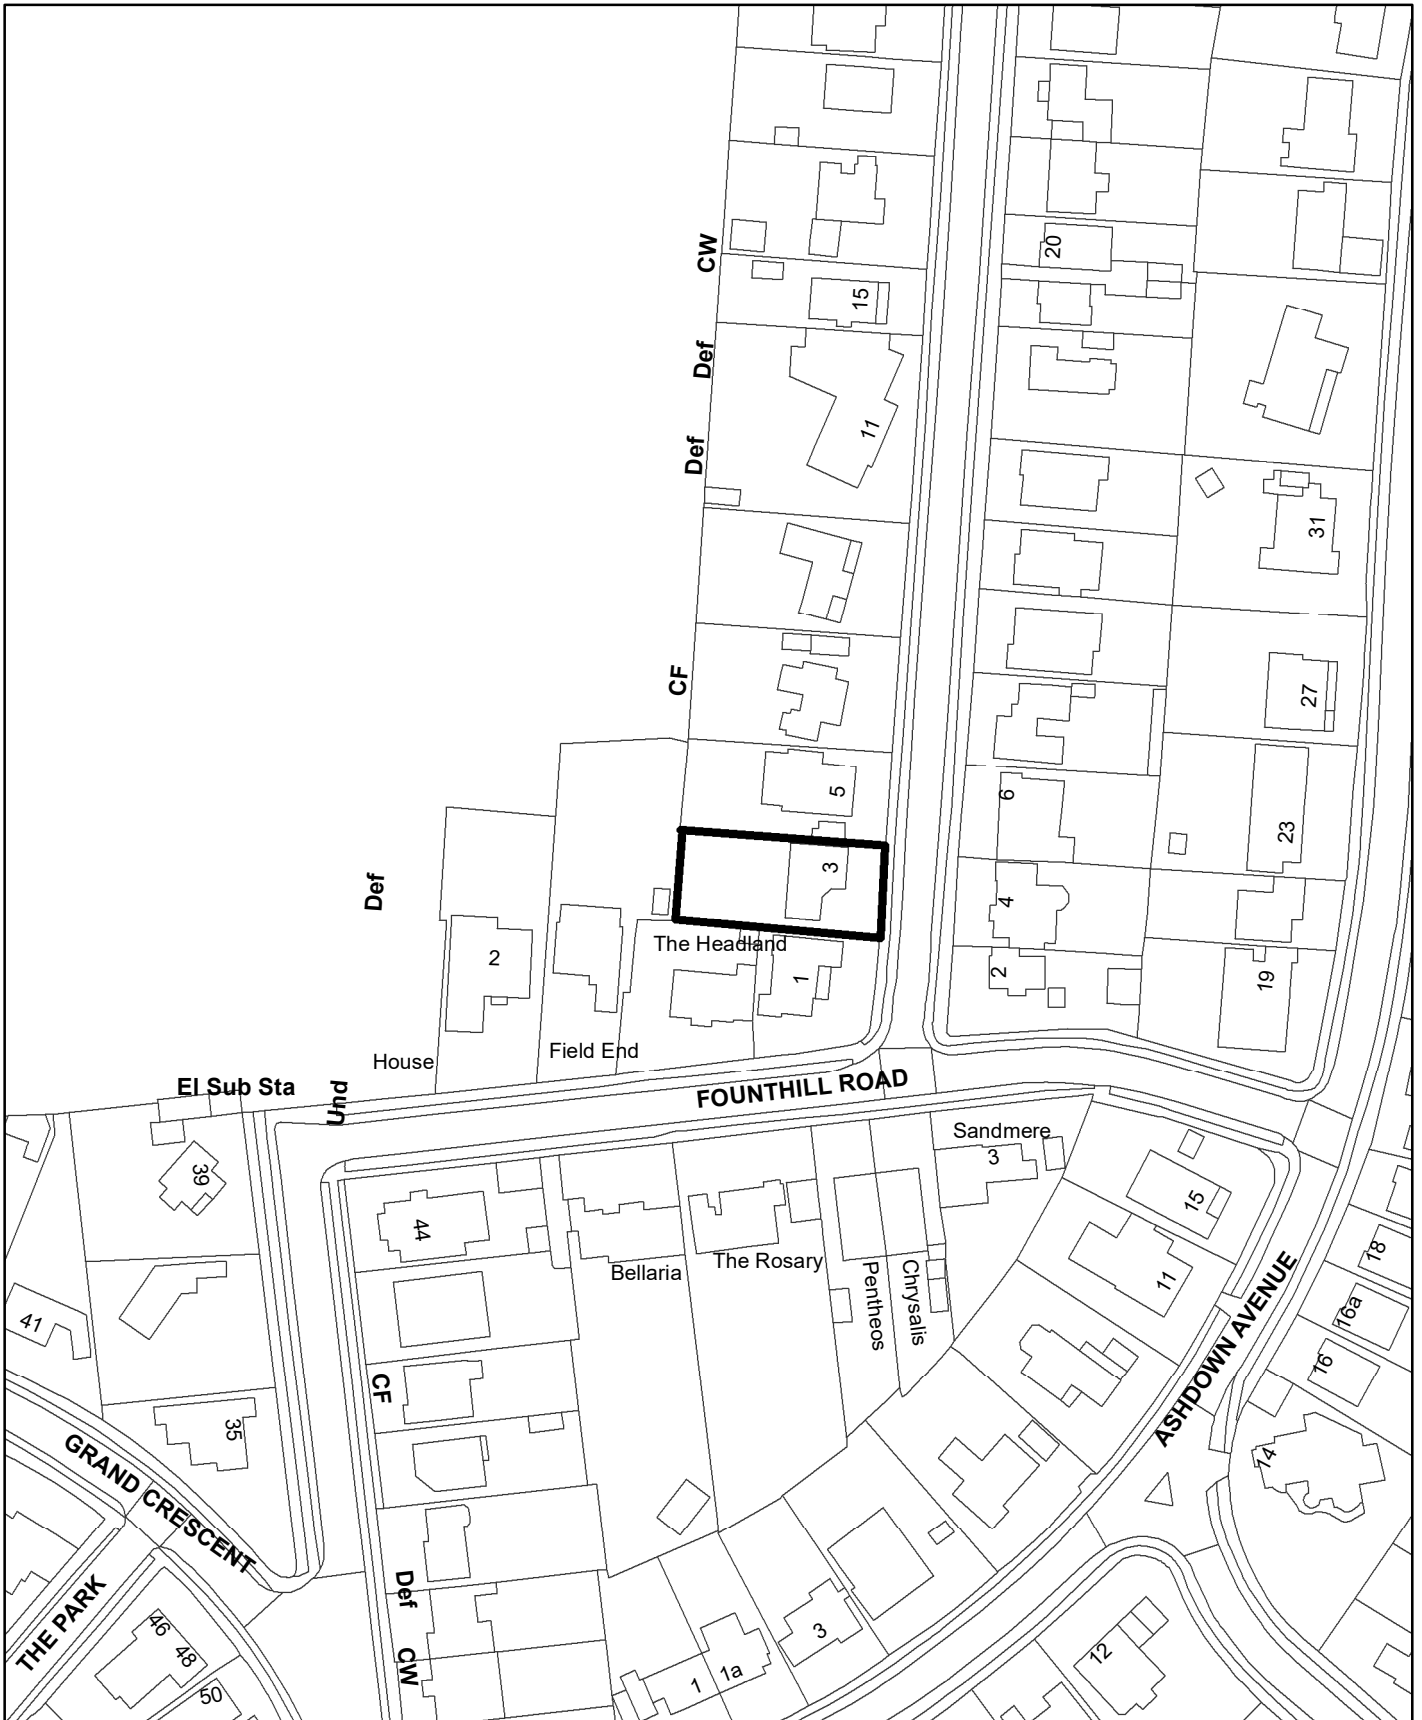 CW
20
15
Def
11
Def
31
CF
27
5
6
23
3
Def
4
The Headland
2
1
2
19
Field End
House
El Sub Sta
Und
FOUNTHILL ROAD
Sandmere
3
39
15
44
18
The Rosary
Bellaria
Pentheos
Chrysalis
11
41
16a
ASHDOWN AVENUE
16
CF
35
14
GRAND CRESCENT
Def
THE PARK
46
48
3
12
CW
1a
1
50